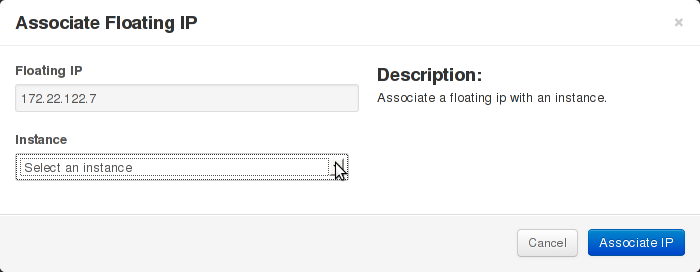 Associate Floating IP
×
Floating IP
172.22.122.7
Instance
Select an instance
Description:
Associate a floating ip with an instance.
Cancel
Associate IP